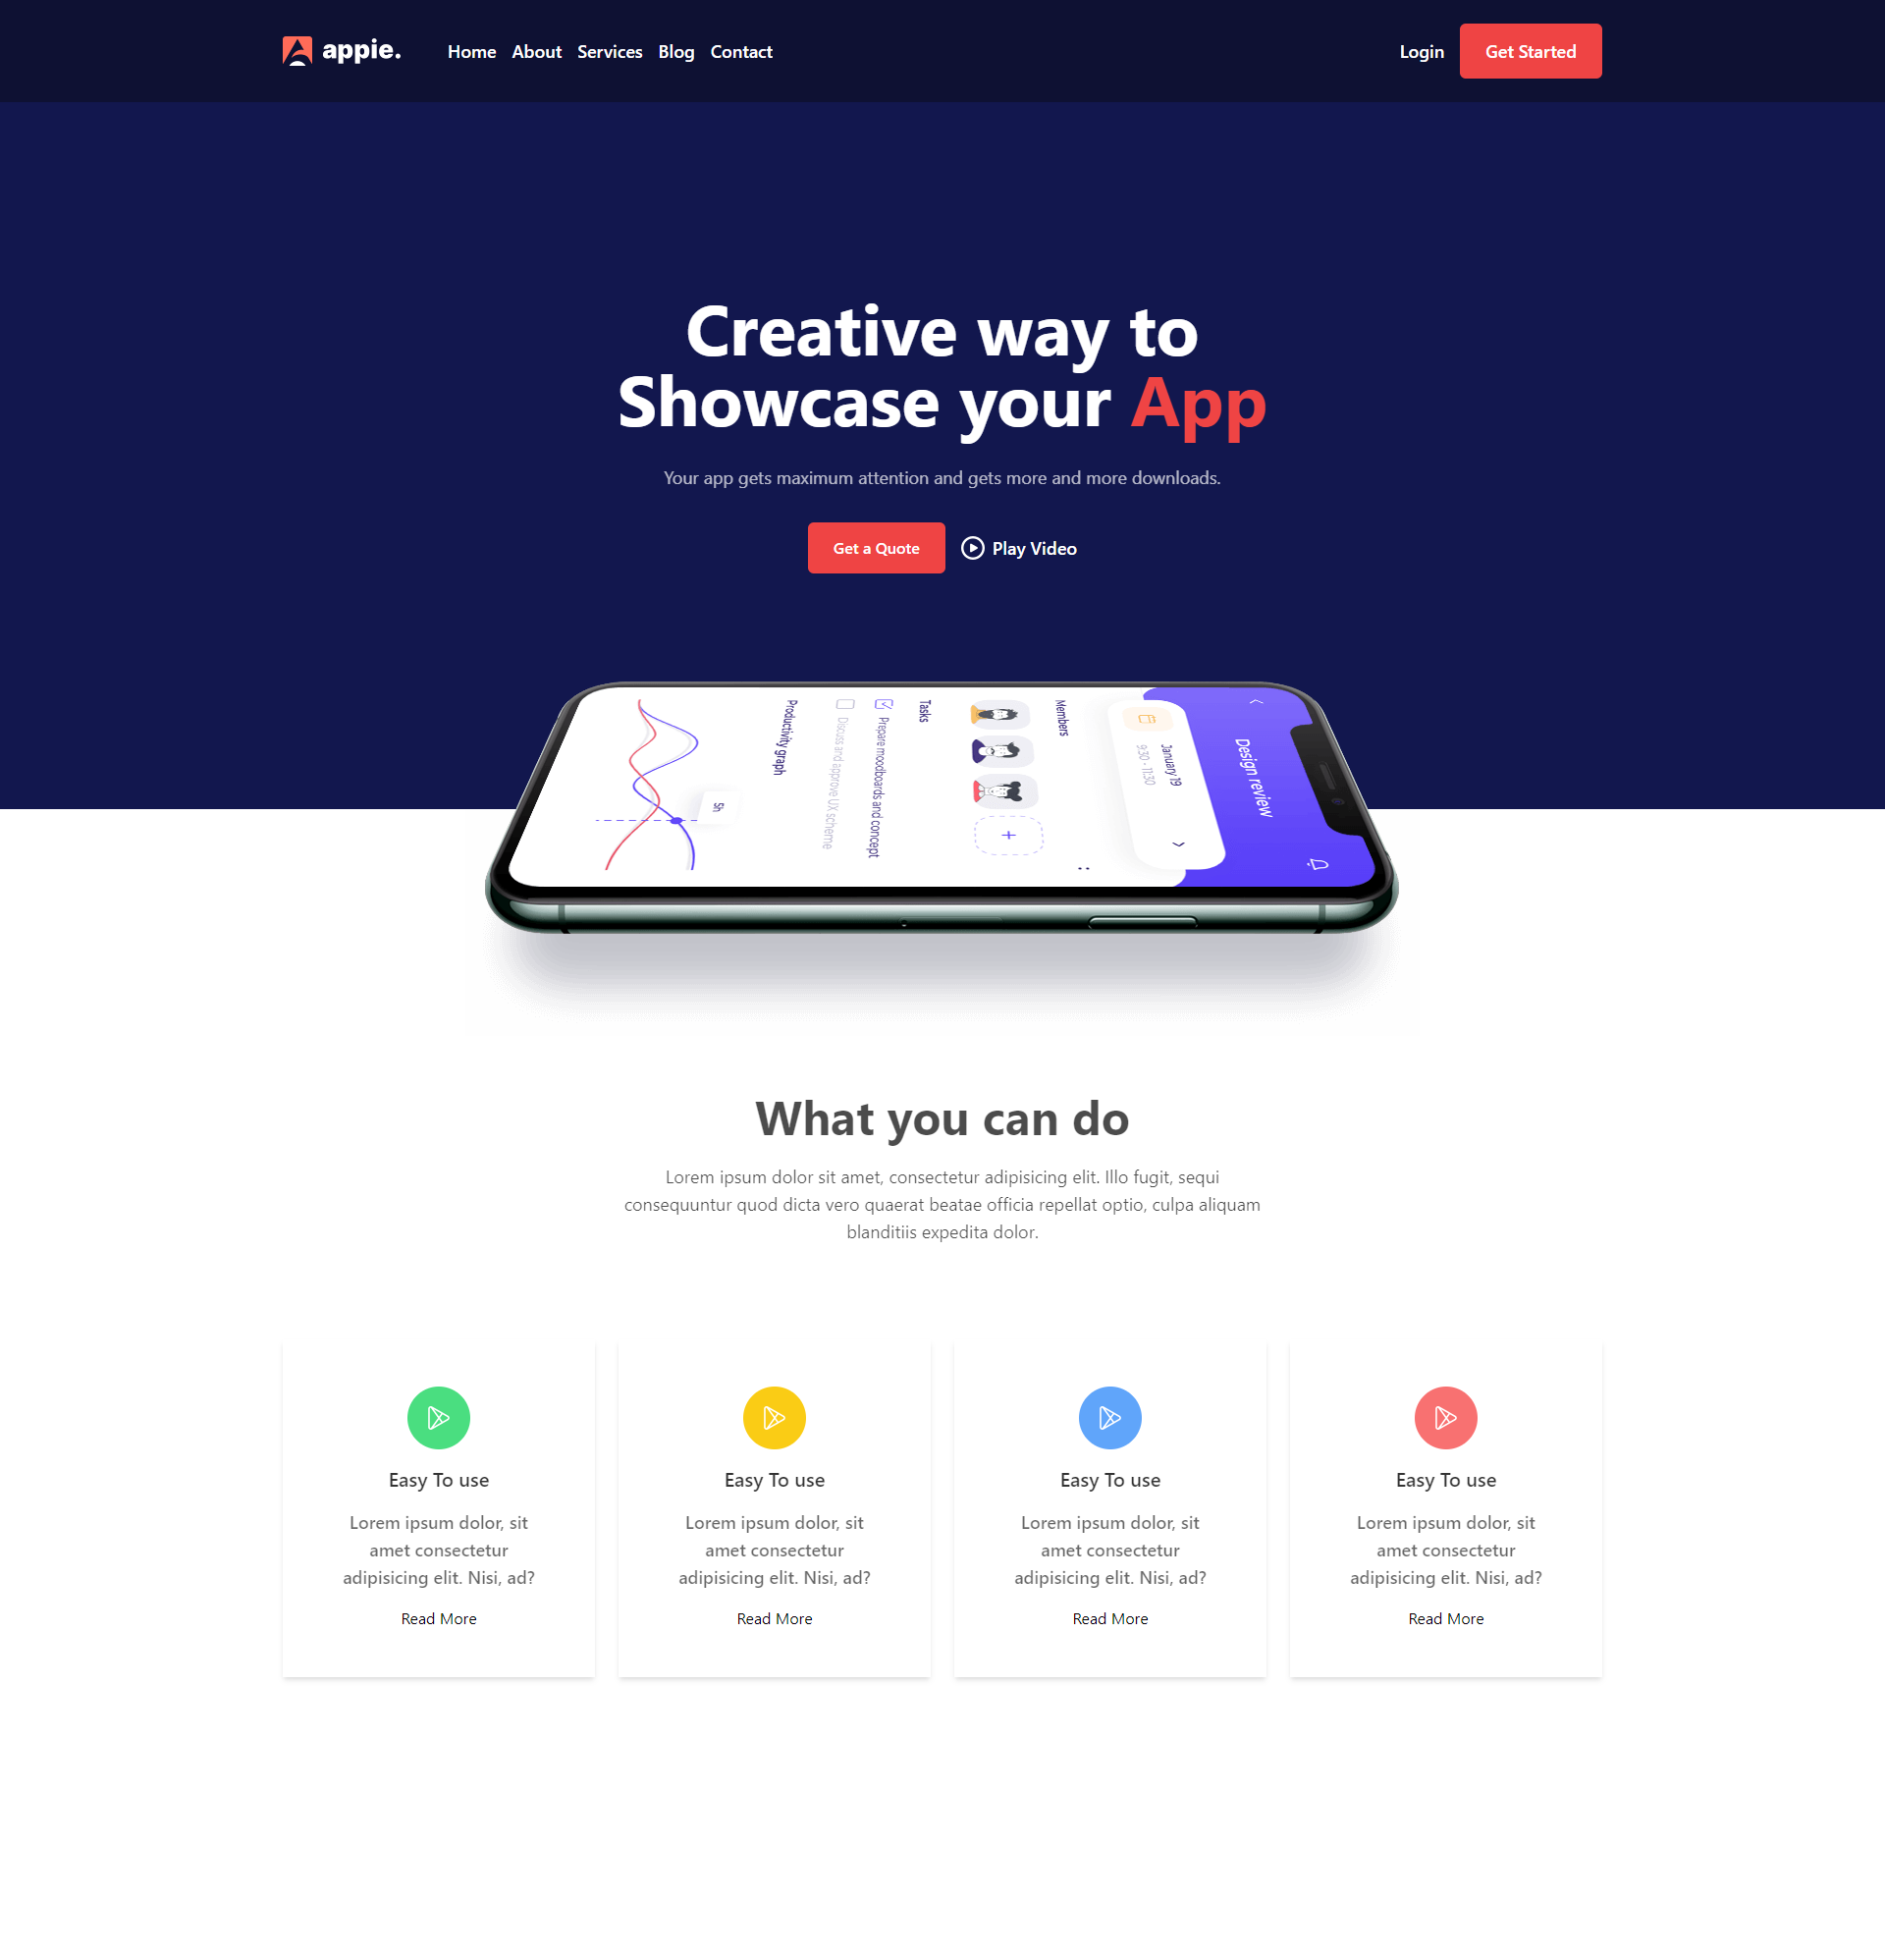 appie.
Home About Services Blog Contact
Login
Get Started
Creative way to
Showcase your App
Your app gets maximum attention and gets more and more downloads.
Get a Quote
Play Video
Design review
January 19
9:30 - 11:30
Members
Tasks
Prepare moodboards and concept
Discuss and approve UX scheme
Productivity graph
5h
What you can do
Lorem ipsum dolor sit amet, consectetur adipisicing elit. Illo fugit, sequi
consequuntur quod dicta vero quaerat beatae officia repellat optio, culpa aliquam
blanditiis expedita dolor.
Easy To use
Lorem ipsum dolor, sit
amet consectetur
adipisicing elit. Nisi, ad?
Read More
Easy To use
Lorem ipsum dolor, sit
amet consectetur
adipisicing elit. Nisi, ad?
Read More
Easy To use
Lorem ipsum dolor, sit
amet consectetur
adipisicing elit. Nisi, ad?
Read More
Easy To use
Lorem ipsum dolor, sit
amet consectetur
adipisicing elit. Nisi, ad?
Read More